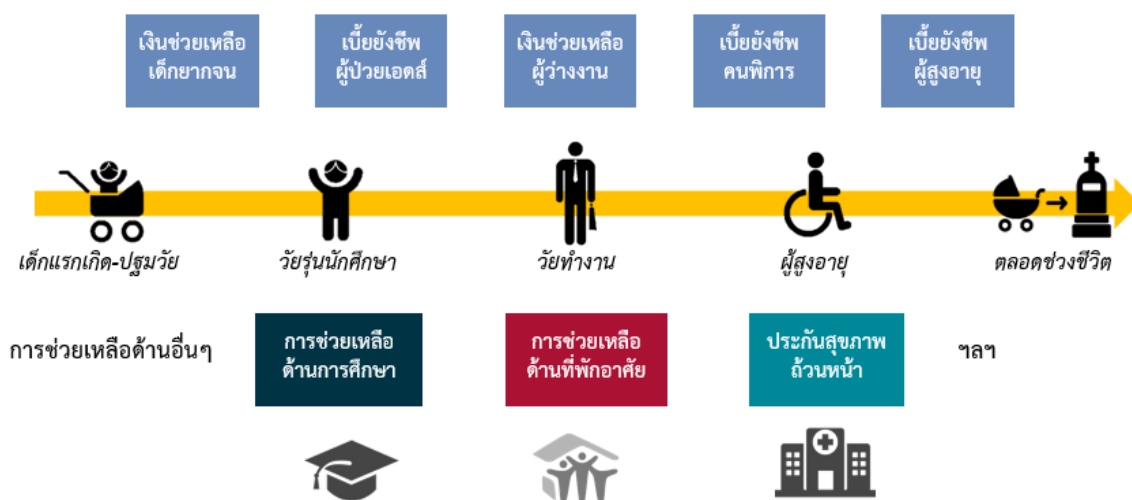 เงินช่วยเหลือ
เด็กยากจน
เบี้ยยังชีพ
ผู้ป่วยเอดส์
เงินช่วยเหลือ
ผู้ว่างงาน
เบี้ยยังชีพ
คนพิการ
เบี้ยยังชีพ
ผู้สูงอายุ
เด็กแรกเกิด-ปฐมวัย
วัยรุ่นนักศึกษา
วัยทำงาน
ผู้สูงอายุ
ตลอดช่วงชีวิต
การช่วยเหลือด้านอื่นๆ
การช่วยเหลือ
ด้านการศึกษา
การช่วยเหลือ
ด้านที่พักอาศัย
ประกันสุขภาพ
ถ้วนหน้า
ฯลฯ